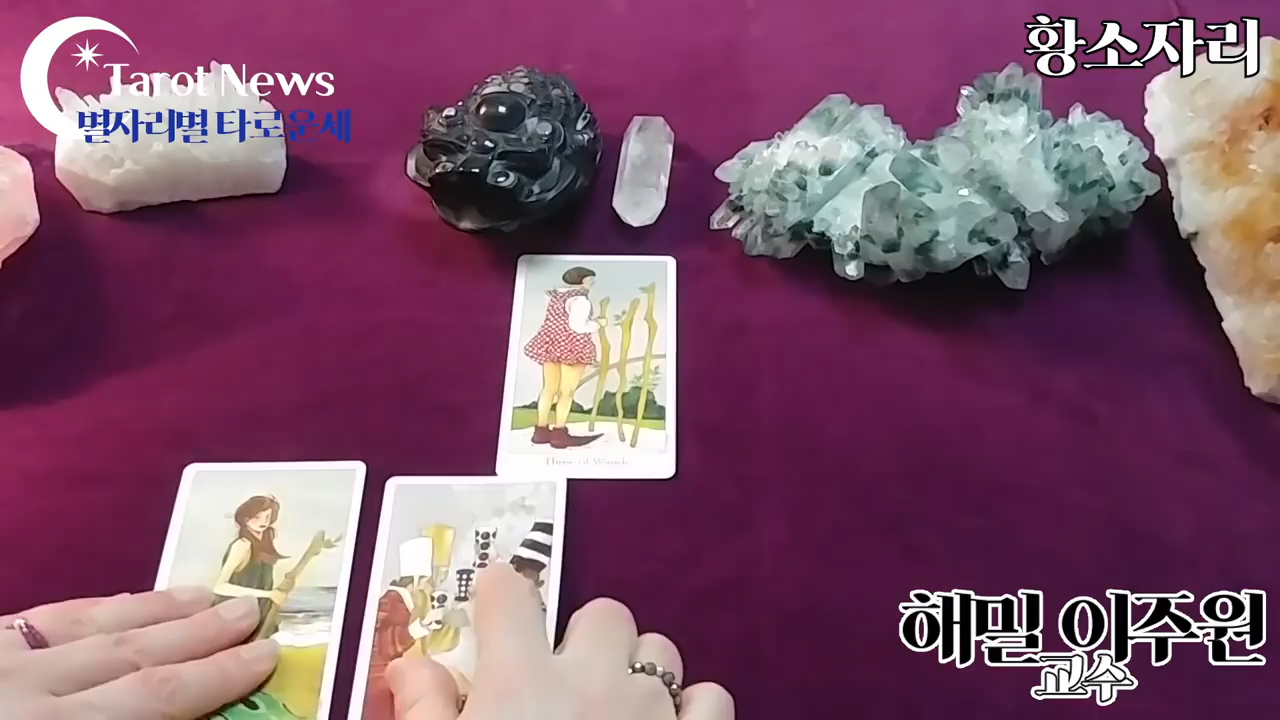 Tarot News
별자리별 타로운세
황소자리
Three of Wands
해밀 이주원
교수